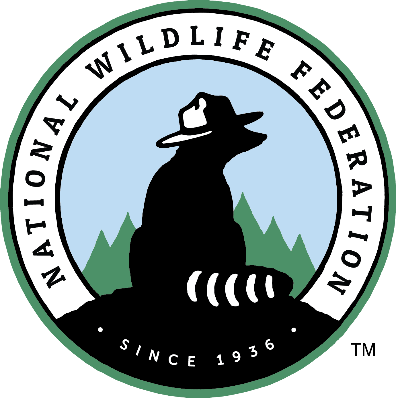 NATIONAL WILDLIFE FEDERATION
• SINCE 1936 •
TM